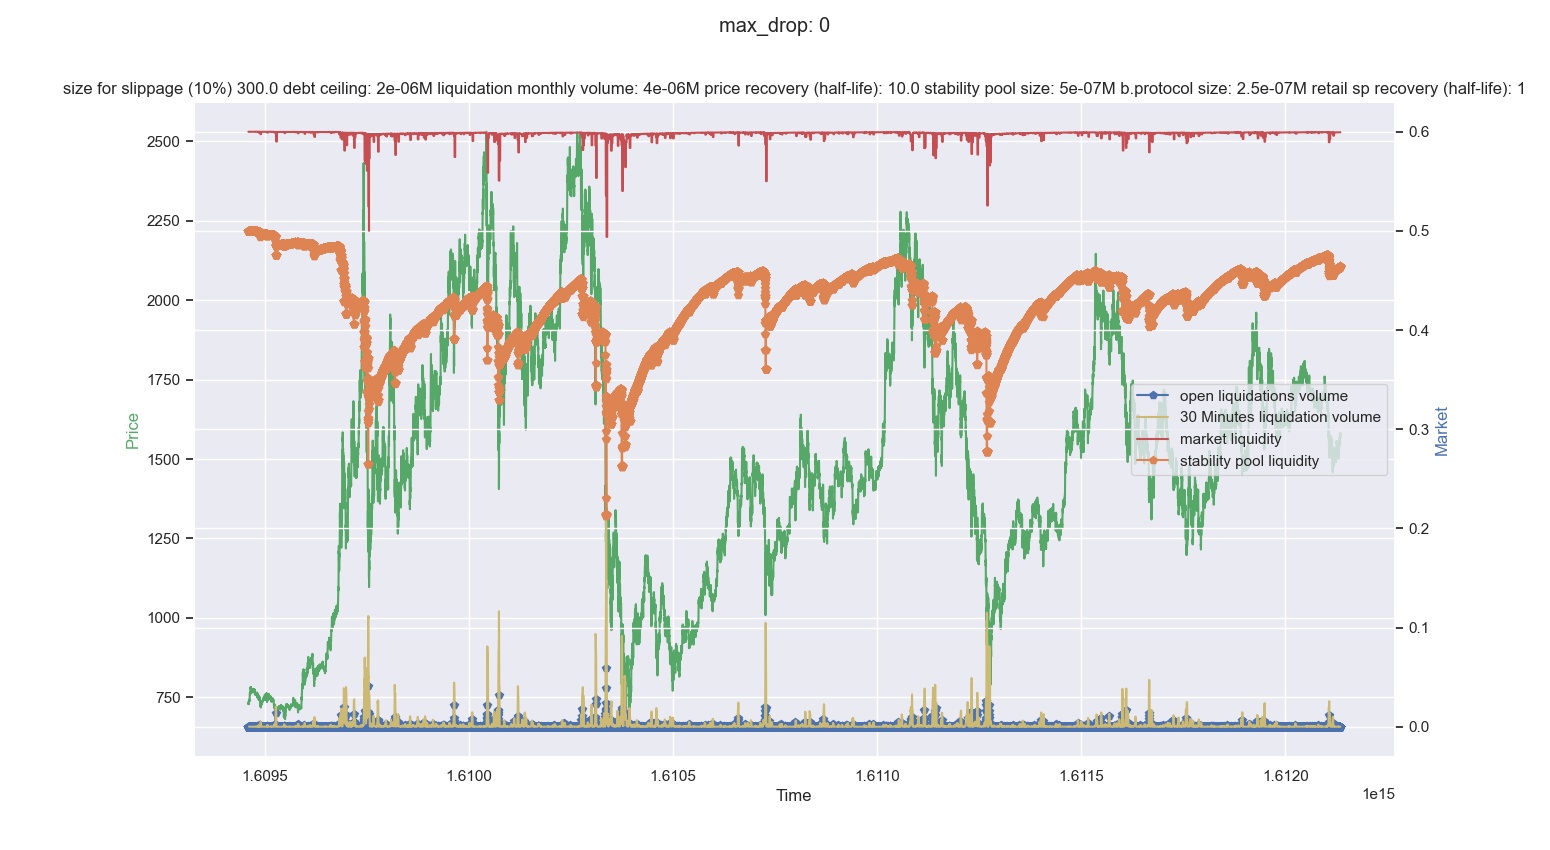 max_drop: 0
size for slippage (10%) 300.0 debt ceiling: 2e-06M liquidation monthly volume: 4e-06M price recovery (half-life): 10.0 stability pool size: 5e-07M b.protocol size: 2.5e-07M retail sp recovery (half-life): 1
2500
2250
2000
1750
1500
1250
1000
750
Price
0.6
0.5
0.4
0.3
0.2
0.1
0.0
Market
open liquidations volume
30 Minutes liquidation volume
market liquidity
stability pool liquidity
1.6095 1.6100 1.6105 1.6110 1.6115 1.6120
Time
1e15